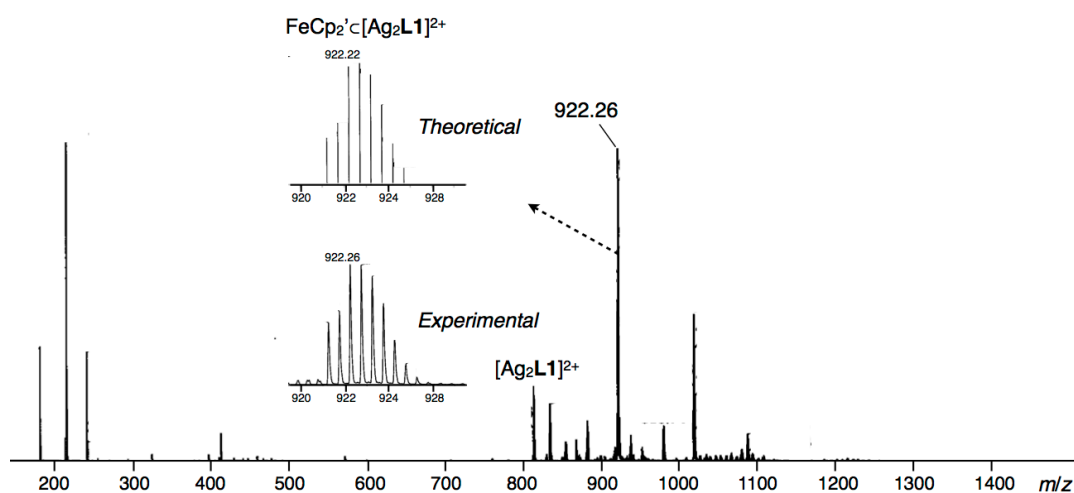 FeCp₂'⊂[Ag₂L1]²⁺
922.22
Theoretical
920 922 924 928
922.26
922.26
Experimental
920 922 924 928
[Ag₂L1]²⁺
200 300 400 500 600 700 800 900 1000 1100 1200 1300 1400 m/z